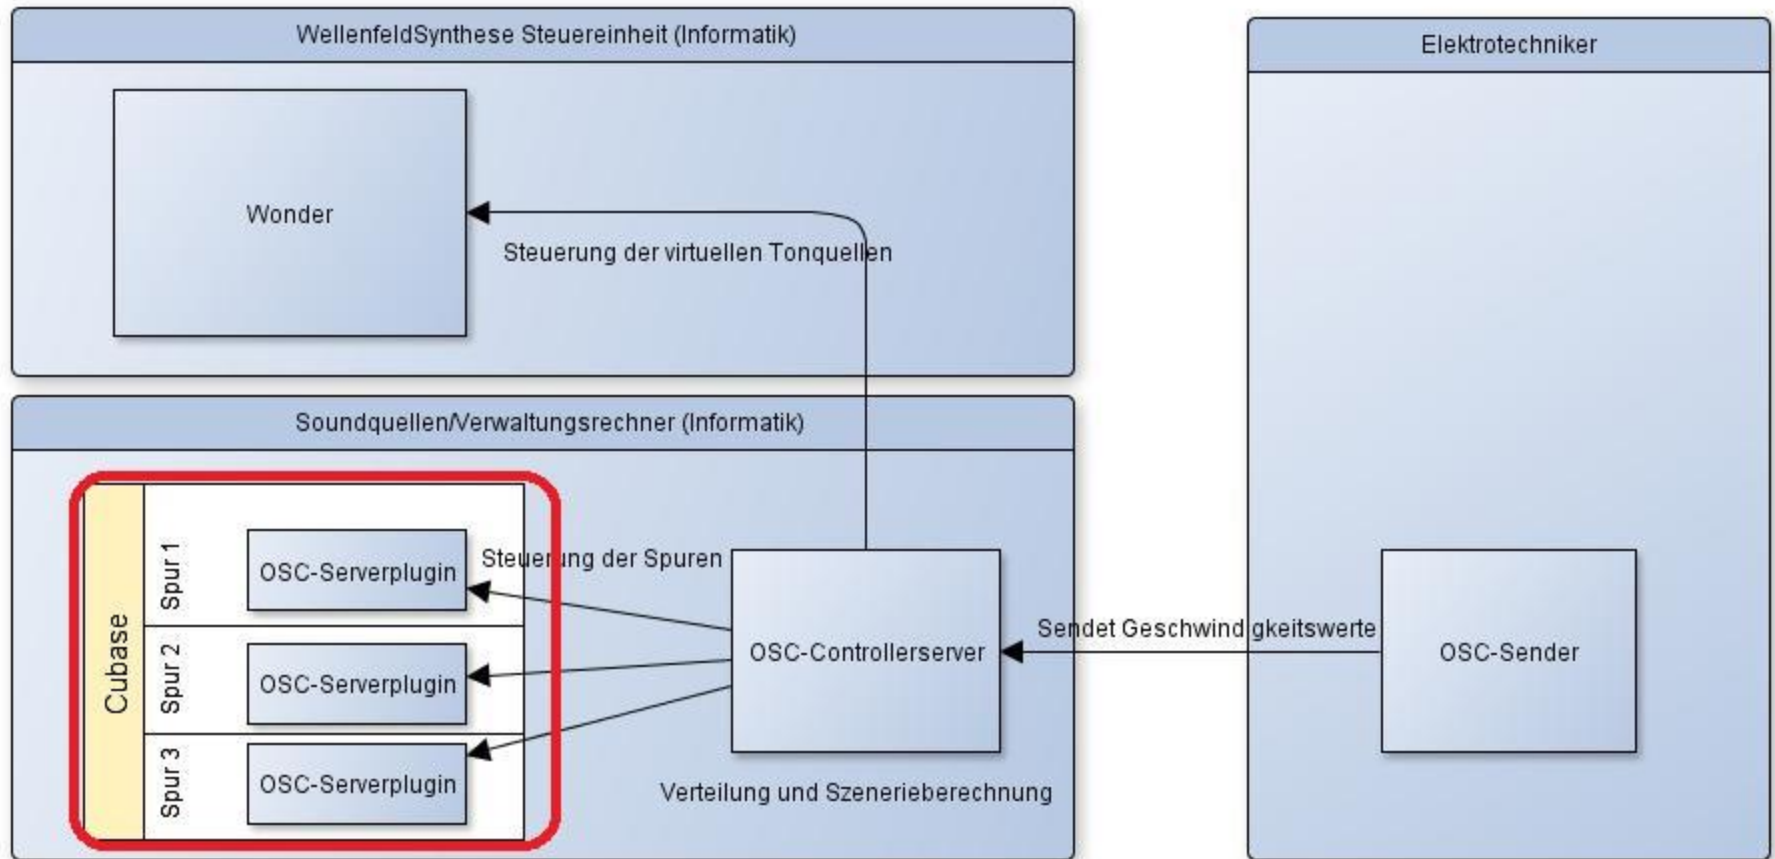 WellenfeldSynthese Steuereinheit (Informatik)
Wonder
Steuerung der virtuellen Tonquellen
Soundquellen/Verwaltungsrechner (Informatik)
Cubase
Spur 1
OSC-Serverplugin
Spur 2
OSC-Serverplugin
Spur 3
OSC-Serverplugin
Steuerung der Spuren
OSC-Controllerserver
Verteilung und Szenerieberechnung
Sendet Geschwindigkeitswerte
Elektrotechniker
OSC-Sender